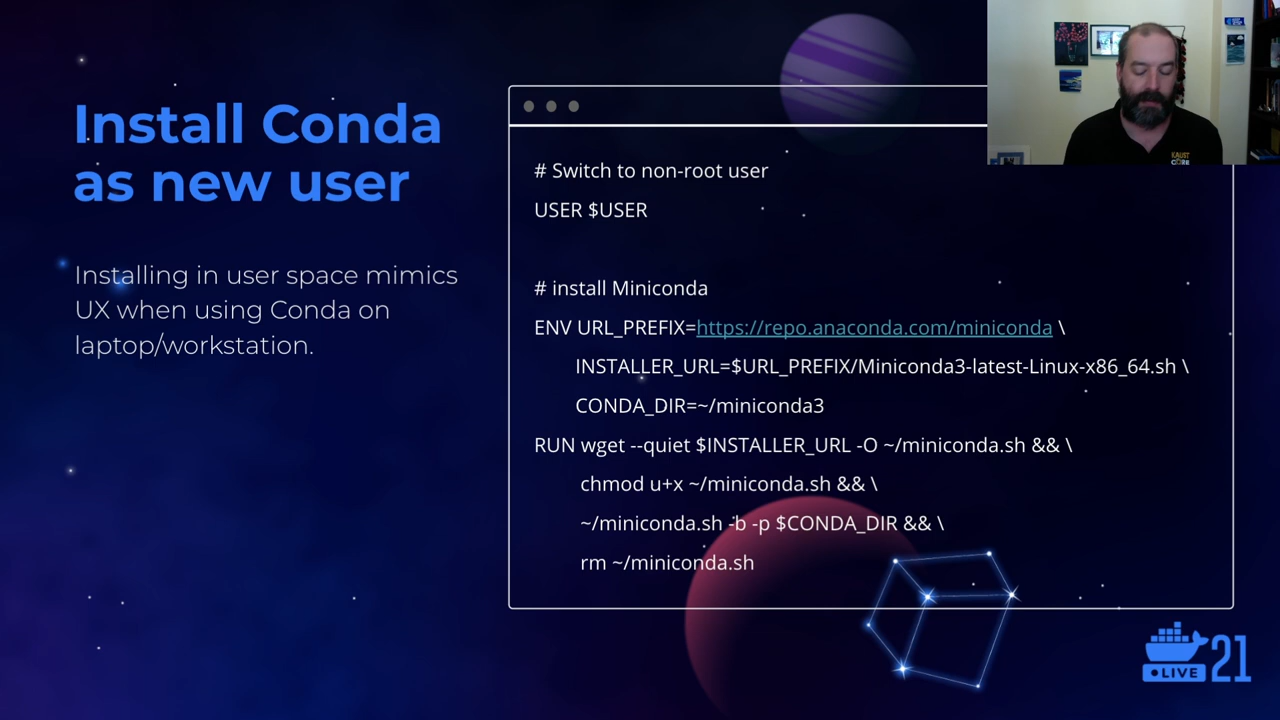 Install Conda
as new user
Installing in user space mimics
UX when using Conda on
laptop/workstation.
# Switch to non-root user
USER $USER
# install Miniconda
ENV URL_PREFIX=https://repo.anaconda.com/miniconda \
INSTALLER_URL=$URL_PREFIX/Miniconda3-latest-Linux-x86_64.sh \
CONDA_DIR=~/miniconda3
RUN wget --quiet $INSTALLER_URL -O ~/miniconda.sh && \
chmod u+x ~/miniconda.sh && \
~/miniconda.sh -b -p $CONDA_DIR && \
rm ~/miniconda.sh
KAUST
CORE
LIVE 21